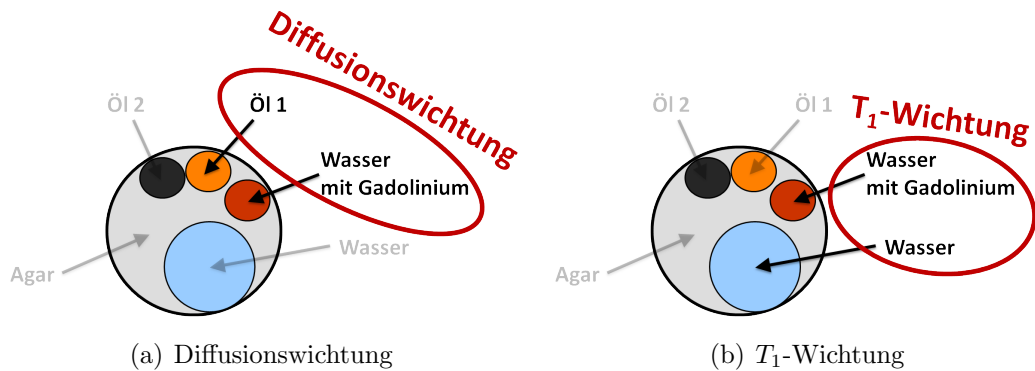 Diffusionswichtung
Öl 2
Öl 1
Wasser
mit Gadolinium
Wasser
Agar
(a) Diffusionswichtung
T₁-Wichtung
Öl 2
Öl 1
Wasser
mit Gadolinium
Wasser
Agar
(b) T₁-Wichtung